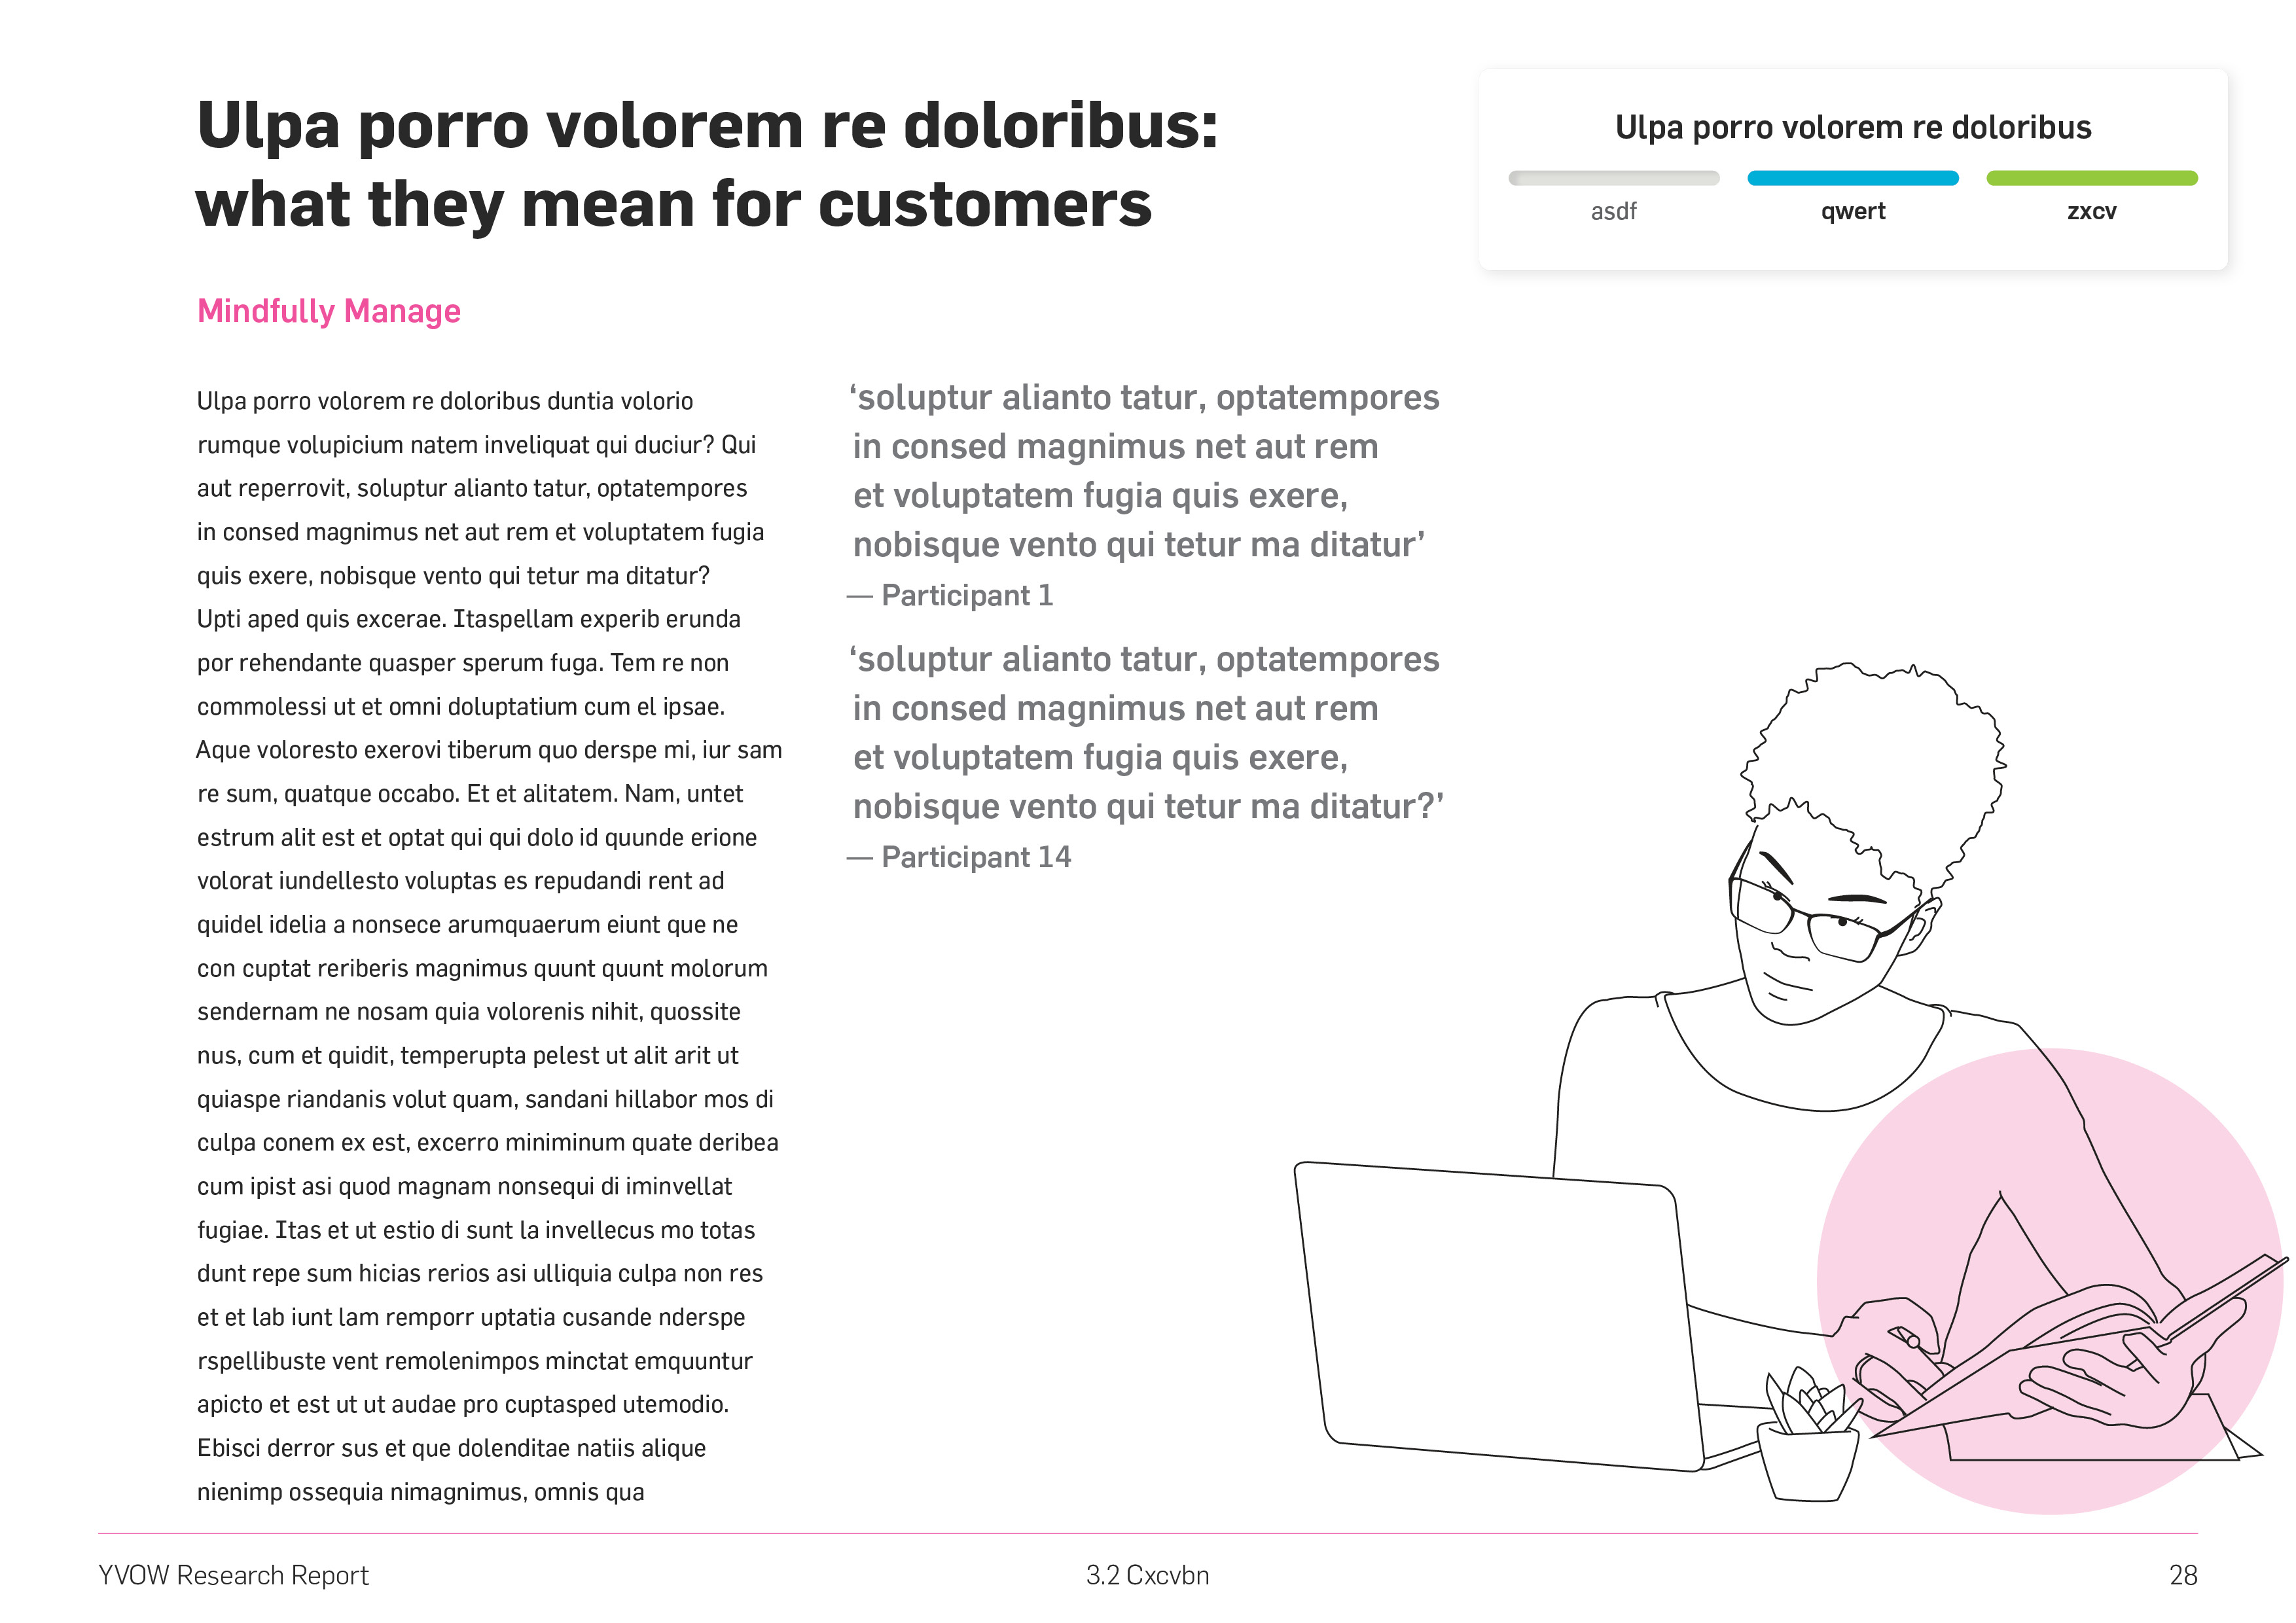 Ulpa porro volorem re doloribus:
what they mean for customers
Ulpa porro volorem re doloribus
asdf
qwert
zxcv
Mindfully Manage
Ulpa porro volorem re doloribus duntia volorio
rumque volupicium natem inveliquat qui duciur? Qui
aut reperrovit, soluptur alianto tatur, optatempores
in consed magnimus net aut rem et voluptatem fugia
quis exere, nobisque vento qui tetur ma ditatur?
Upti aped quis excerae. Itaspellam experib erunda
por rehendante quasper sperum fuga. Tem re non
commolessi ut et omni doluptatium cum el ipsae.
Aque voloresto exerovi tiberum quo derspe mi, iur sam
re sum, quatque occabo. Et et alitatem. Nam, untet
estrum alit est et optat qui qui dolo id quunde erione
volorat iundellesto voluptas es repudandi rent ad
quidel idelia a nonsece arumquaerum eiunt que ne
con cuptat reriberis magnimus quunt quunt molorum
sendernam ne nosam quia volorenis nihit, quossite
nus, cum et quidit, temperupta pelest ut alit arit ut
quiaspe riandanis volut quam, sandani hillabor mos di
culpa conem ex est, excerro miniminum quate deribea
cum ipist asi quod magnam nonsequi di iminvellat
fugiae. Itas et ut estio di sunt la invellecus mo totas
dunt repe sum hicias rerios asi ulliquia culpa non res
et et lab iunt lam remporr uptatia cusande nderspe
rspellibuste vent remolenimpos minctat emquuntur
apicto et est ut ut audae pro cuptasped utemodio.
Ebisci derror sus et que dolenditae natiis alique
nienimp ossequia nimagnimus, omnis qua
‘soluptur alianto tatur, optatempores
in consed magnimus net aut rem
et voluptatem fugia quis exere,
nobisque vento qui tetur ma ditatur’
— Participant 1
‘soluptur alianto tatur, optatempores
in consed magnimus net aut rem
et voluptatem fugia quis exere,
nobisque vento qui tetur ma ditatur?’
— Participant 14
YVOW Research Report
3.2 Cxcvbn
28